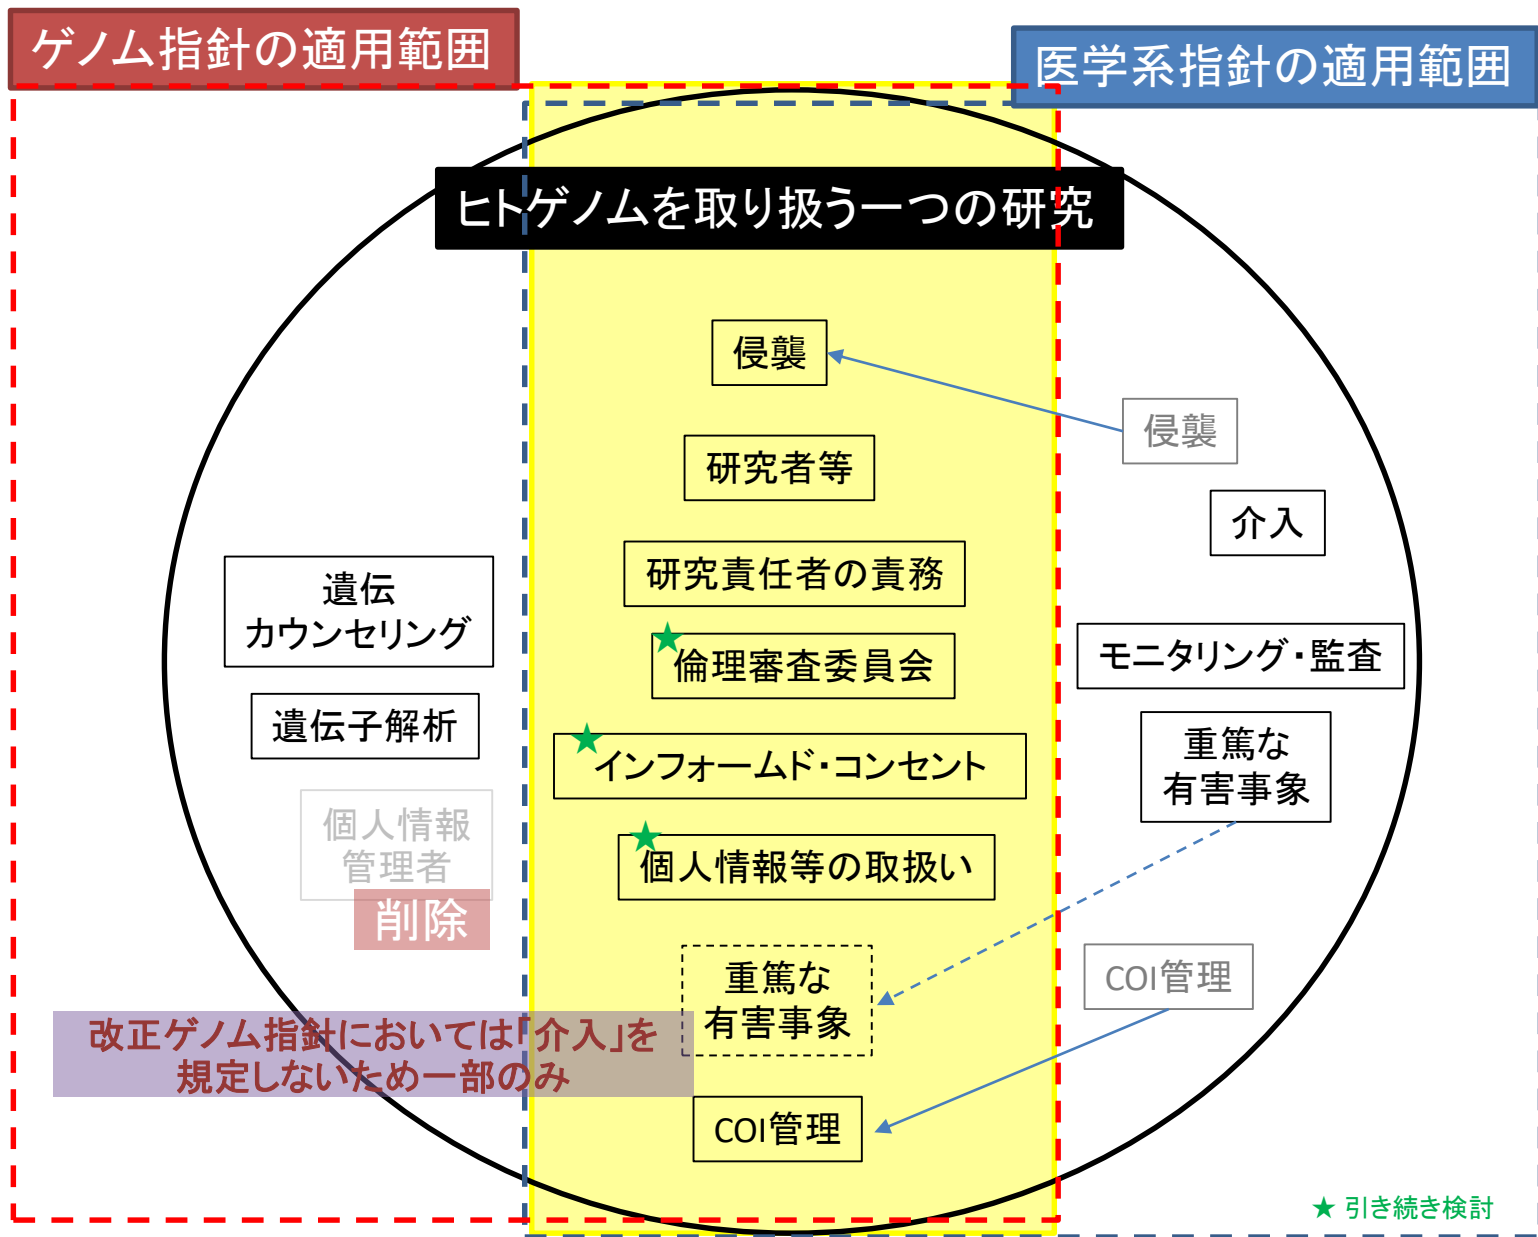 ゲノム指針の適用範囲
医学系指針の適用範囲
ヒトゲノムを取り扱う一つの研究
侵襲
侵襲
研究者等
介入
研究責任者の責務
遺伝
カウンセリング
倫理審査委員会
モニタリング・監査
遺伝子解析
インフォームド・コンセント
重篤な
有害事象
個人情報
管理者
削除
個人情報等の取扱い
重篤な
有害事象
COI管理
改正ゲノム指針においては「介入」を
規定しないため一部のみ
COI管理
★ 引き続き検討